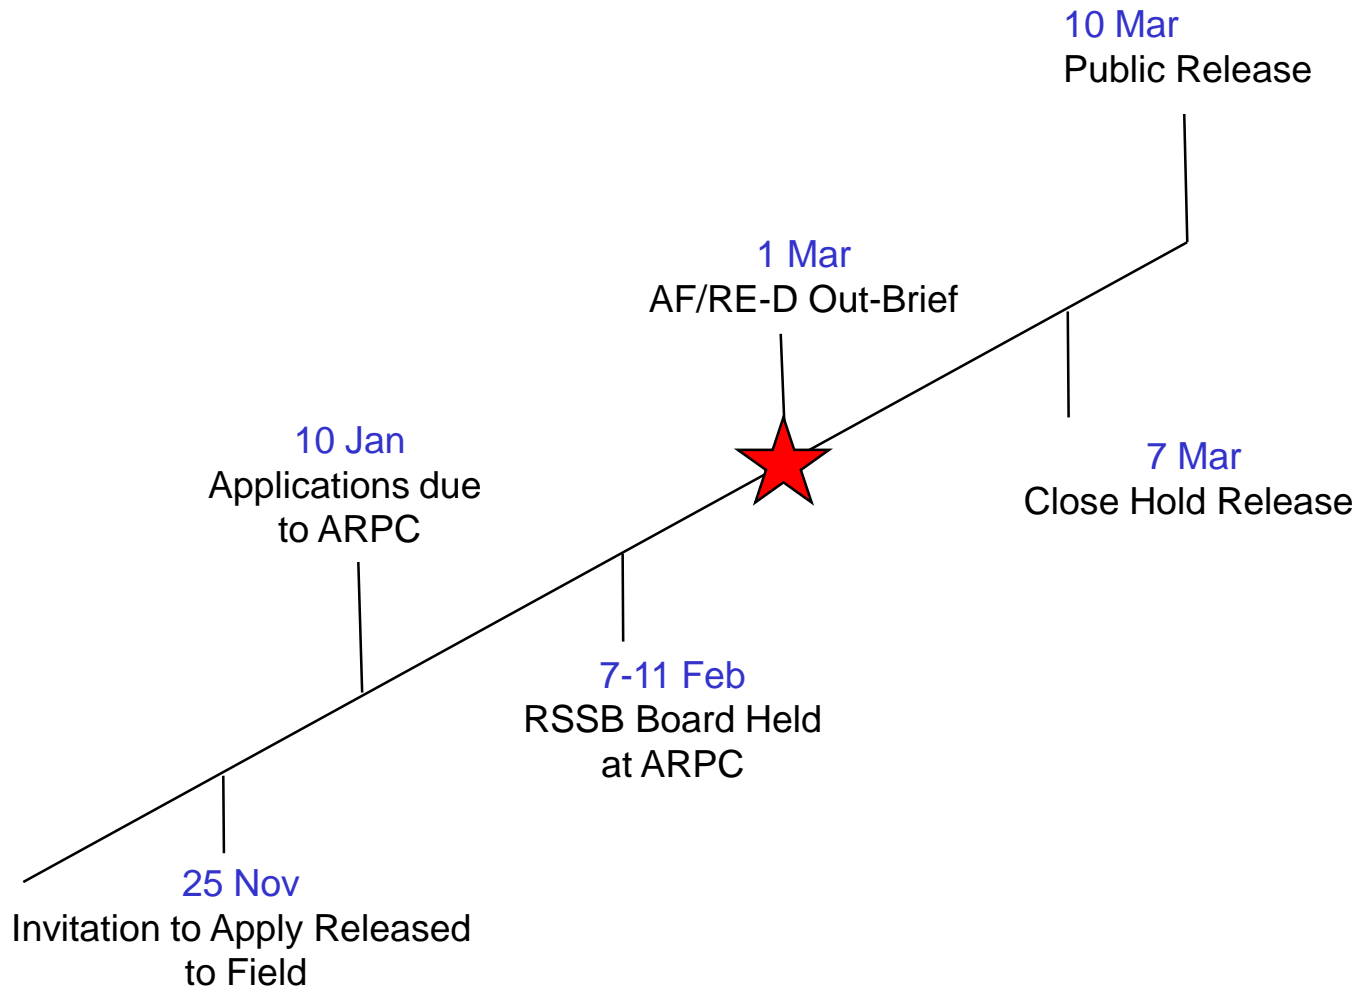 10 Mar
Public Release
1 Mar
AF/RE-D Out-Brief
10 Jan
Applications due
to ARPC
7 Mar
Close Hold Release
7-11 Feb
RSSB Board Held
at ARPC
25 Nov
Invitation to Apply Released
to Field